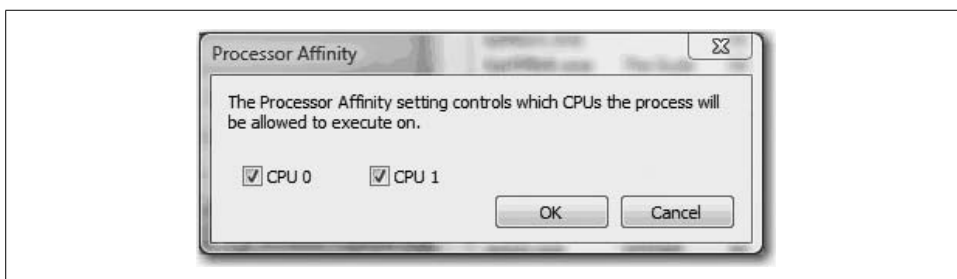 Processor Affinity
The Processor Affinity setting controls which CPUs the process will
be allowed to execute on.
CPU 0 CPU 1
OK Cancel